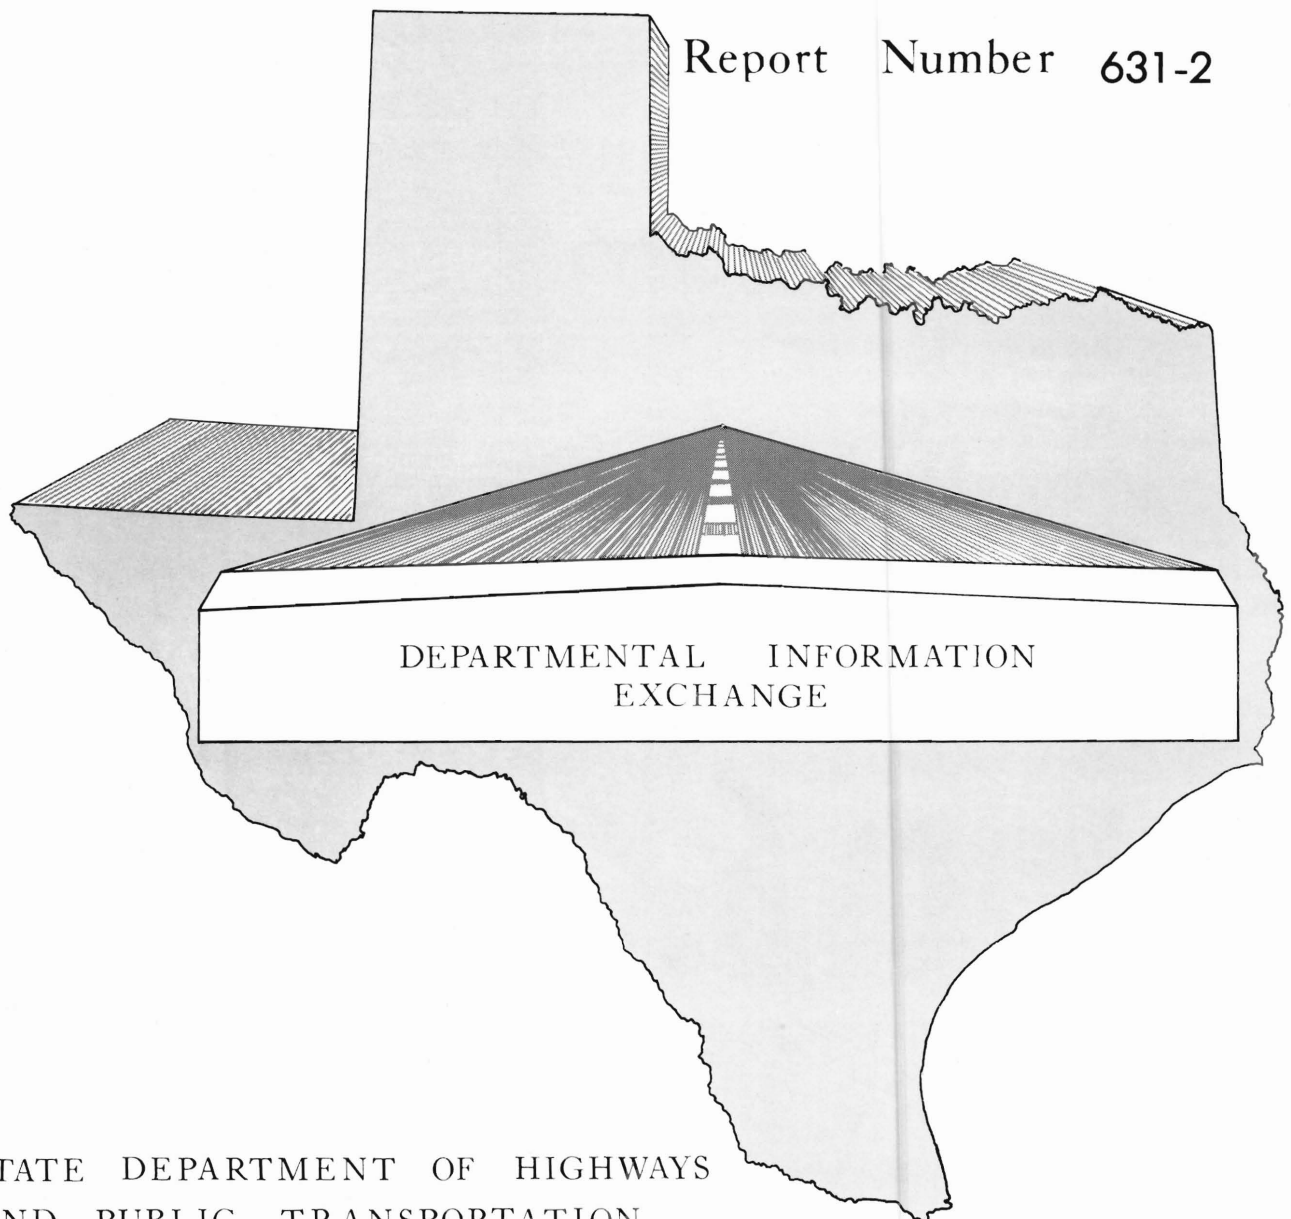 Report Number 631-2
DEPARTMENTAL INFORMATION
EXCHANGE
TATE DEPARTMENT OF HIGHWAYS
ND PUBLIC TRANSPORTATION